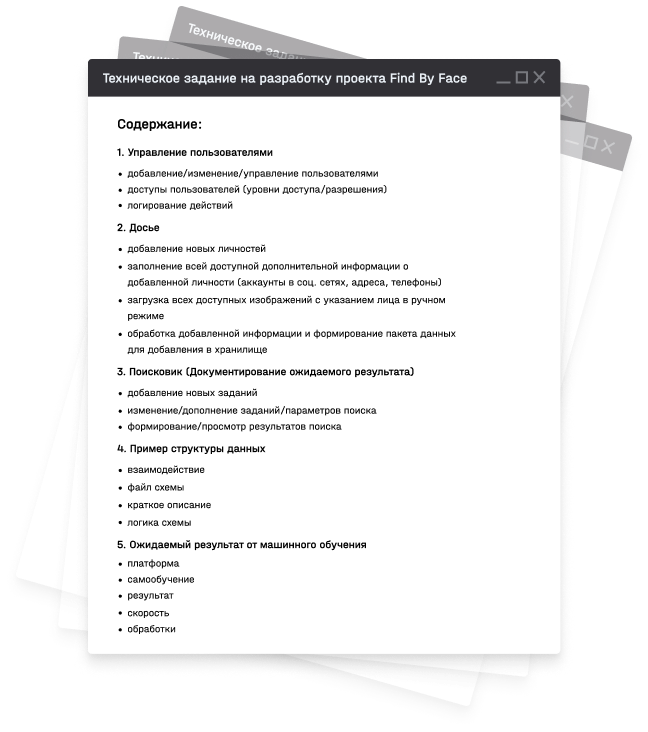 Техническое задание
Техническое задание на разработку проекта Find By Face
Содержание:
1. Управление пользователями
• добавление/изменение/управление пользователями
• доступы пользователей (уровни доступа/разрешения)
• логирование действий
2. Досье
• добавление новых личностей
• заполнение всей доступной дополнительной информации о
добавленной личности (аккаунты в соц. сетях, адреса, телефоны)
• загрузка всех доступных изображений с указанием лица в ручном
режиме
• обработка добавленной информации и формирование пакета данных
для добавления в хранилище
3. Поисковик (Документирование ожидаемого результата)
• добавление новых заданий
• изменение/дополнение заданий/параметров поиска
• формирование/просмотр результатов поиска
4. Пример структуры данных
• взаимодействие
• файл схемы
• краткое описание
• логика схемы
5. Ожидаемый результат от машинного обучения
• платформа
• самообучение
• результат
• скорость
• обработки